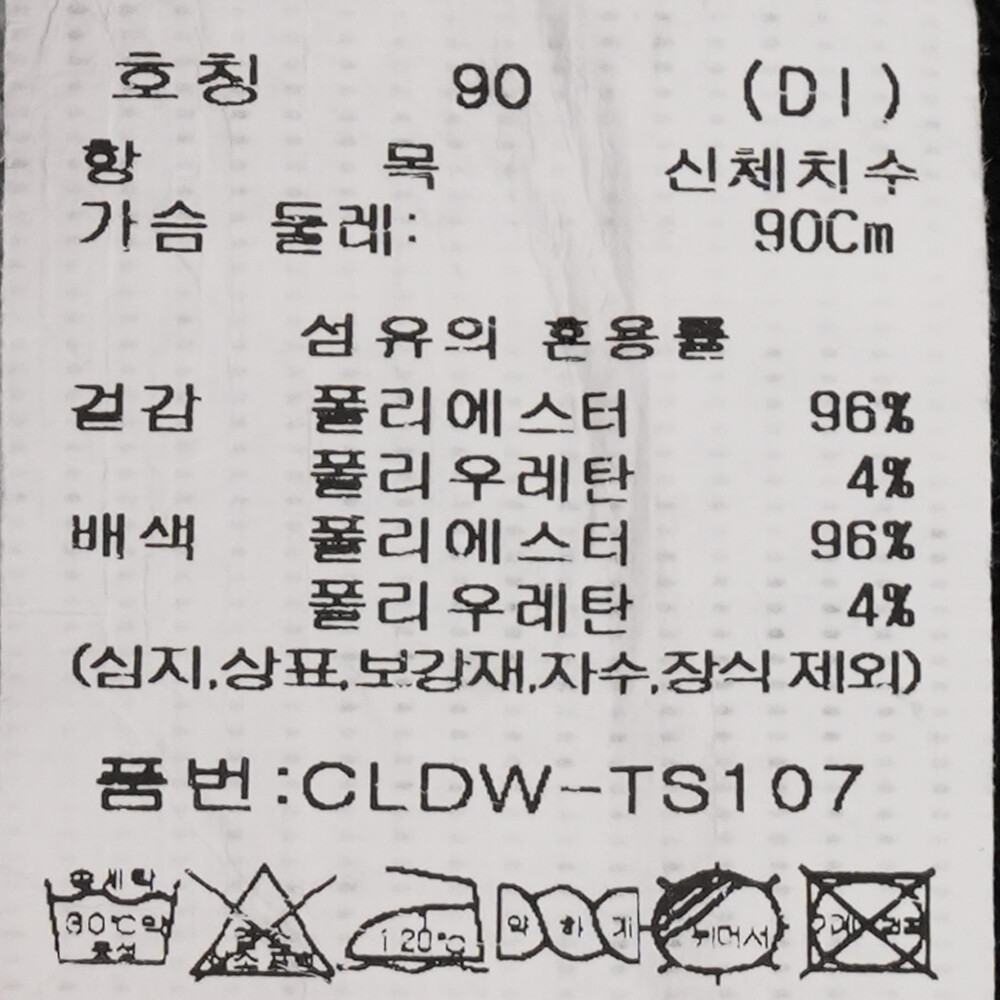 호칭 90 (DI)
항 목 신체치수
가슴 둘레: 90Cm
섬유의 혼용률
겉감 폴리에스터 96%
폴리우레탄 4%
배색 폴리에스터 96%
폴리우레탄 4%
(심지,상표,보강재,자수,장식 제외)
품번:CLDW-TS107
손세탁
30℃약
중성
120℃
약하게
뉘어서